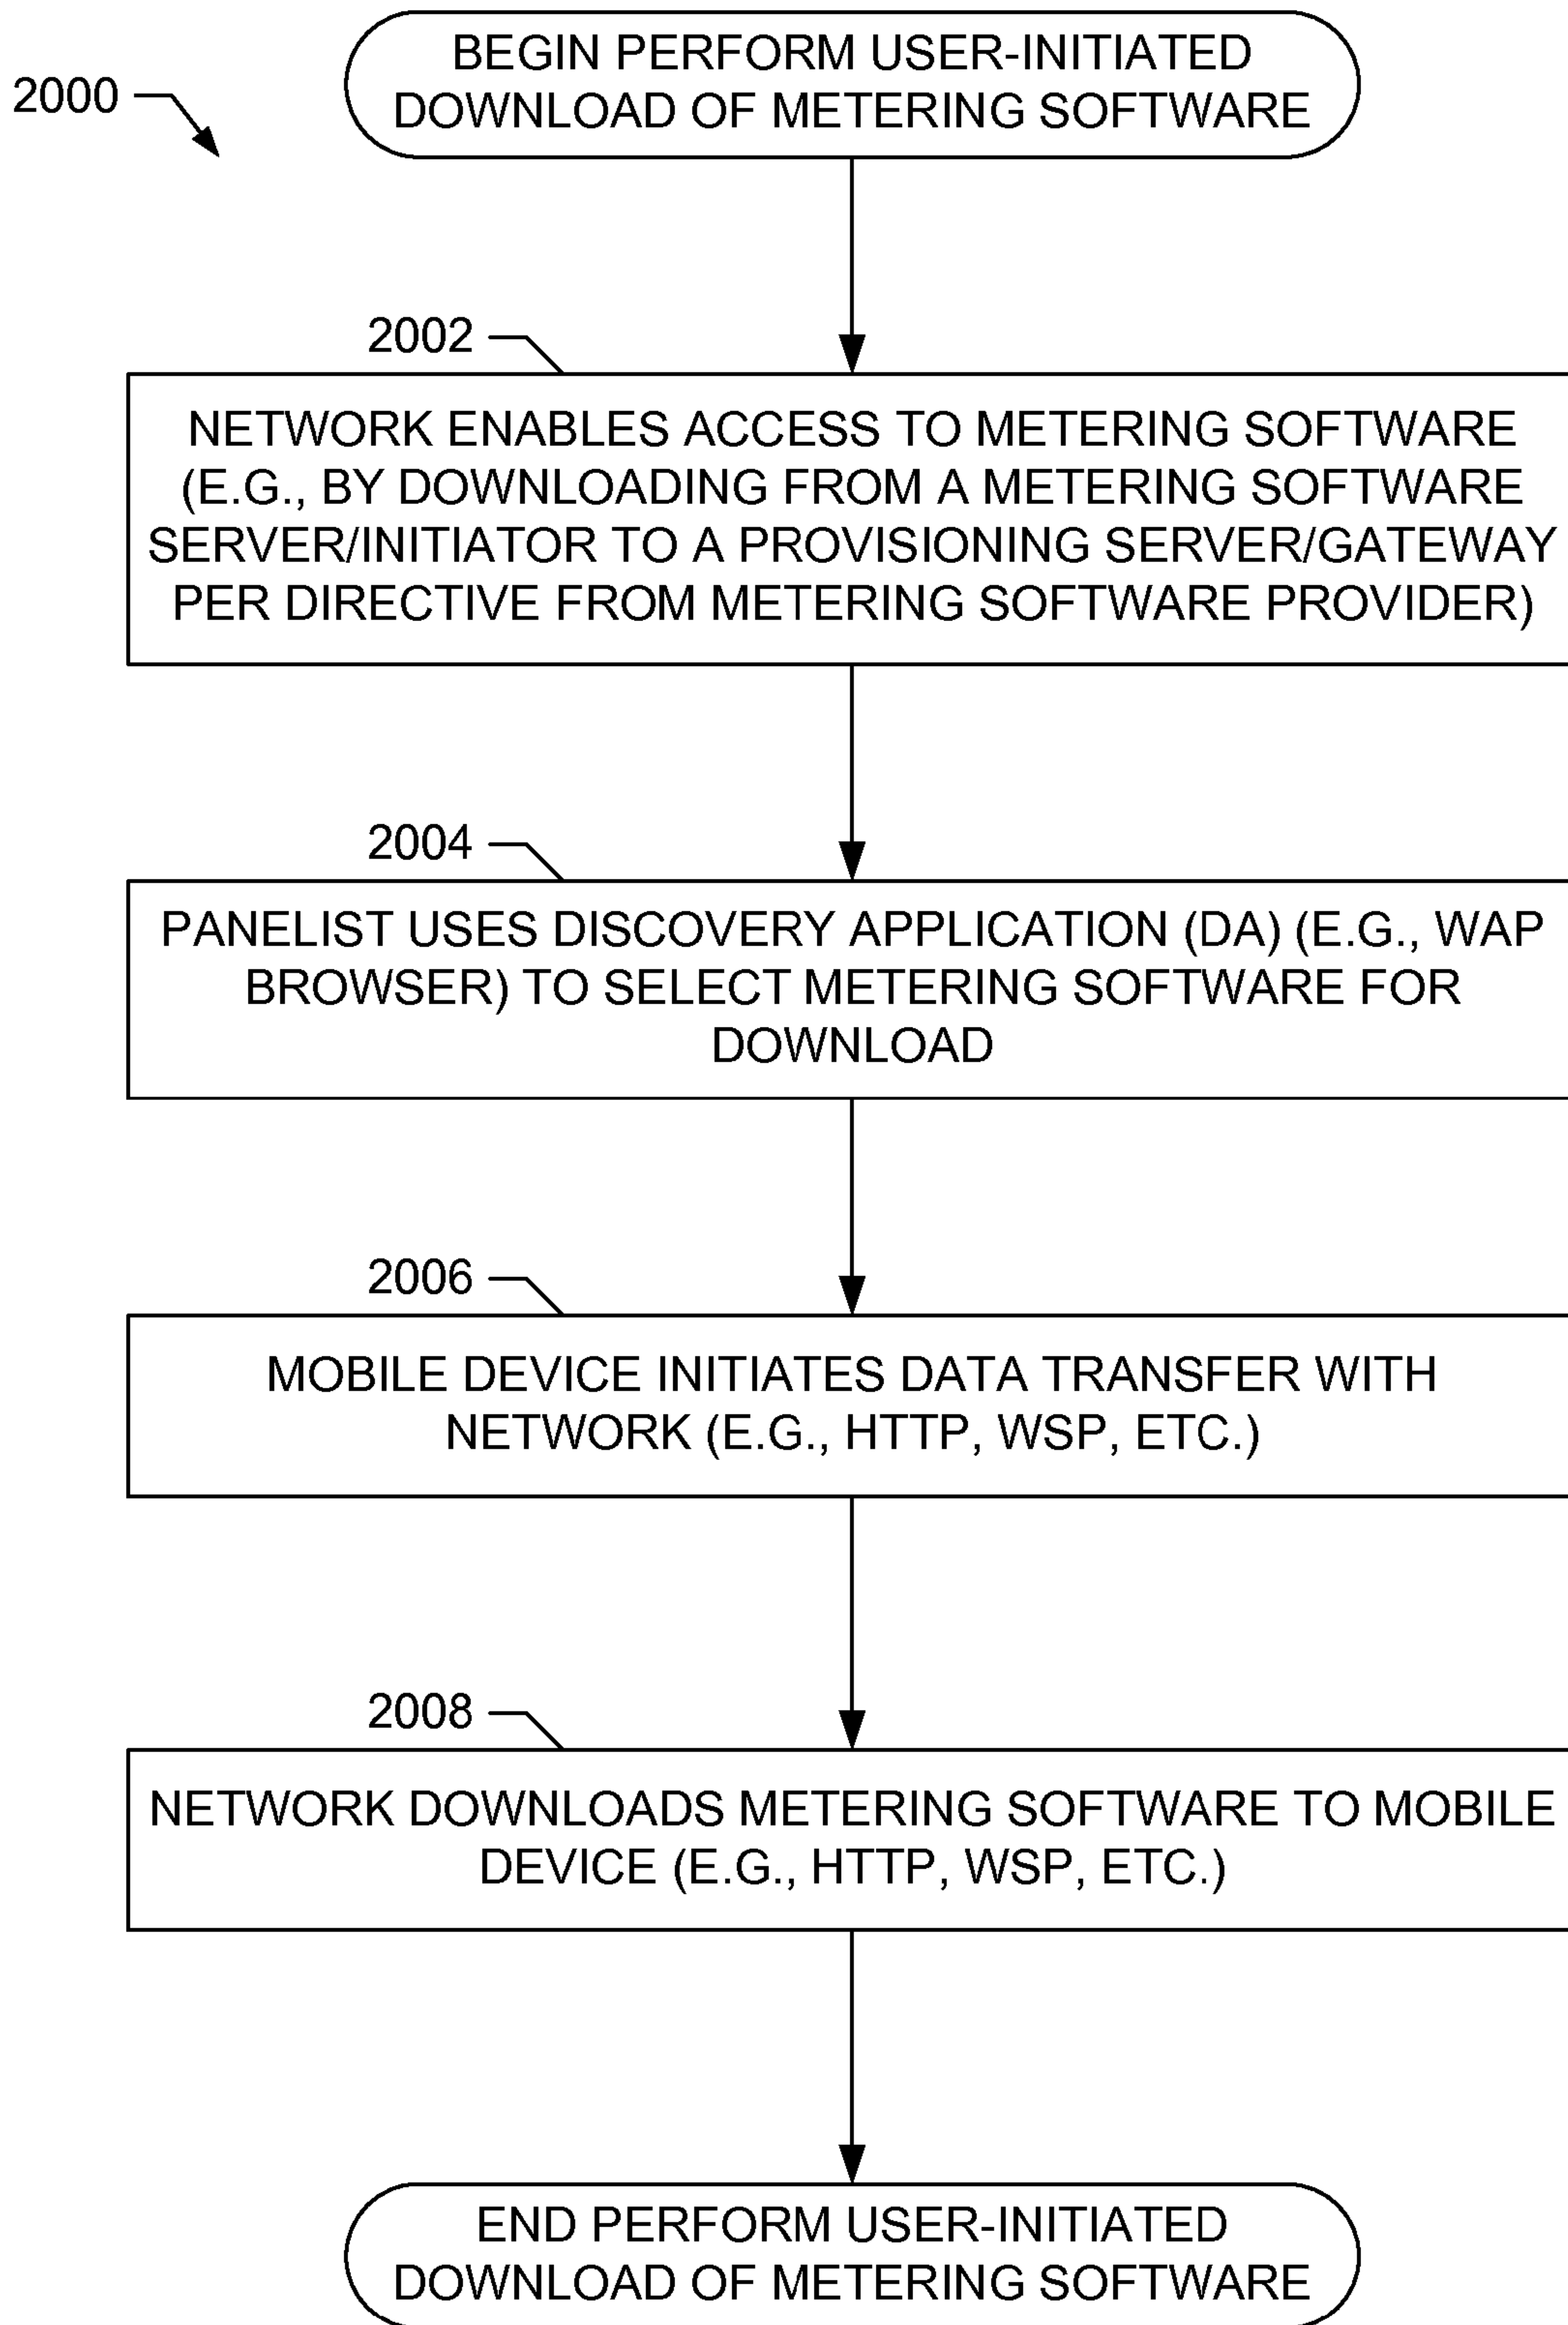 BEGIN PERFORM USER-INITIATED
DOWNLOAD OF METERING SOFTWARE
2000
2002
NETWORK ENABLES ACCESS TO METERING SOFTWARE
(E.G., BY DOWNLOADING FROM A METERING SOFTWARE
SERVER/INITIATOR TO A PROVISIONING SERVER/GATEWAY
PER DIRECTIVE FROM METERING SOFTWARE PROVIDER)
2004
PANELIST USES DISCOVERY APPLICATION (DA) (E.G., WAP
BROWSER) TO SELECT METERING SOFTWARE FOR
DOWNLOAD
2006
MOBILE DEVICE INITIATES DATA TRANSFER WITH
NETWORK (E.G., HTTP, WSP, ETC.)
2008
NETWORK DOWNLOADS METERING SOFTWARE TO MOBILE
DEVICE (E.G., HTTP, WSP, ETC.)
END PERFORM USER-INITIATED
DOWNLOAD OF METERING SOFTWARE